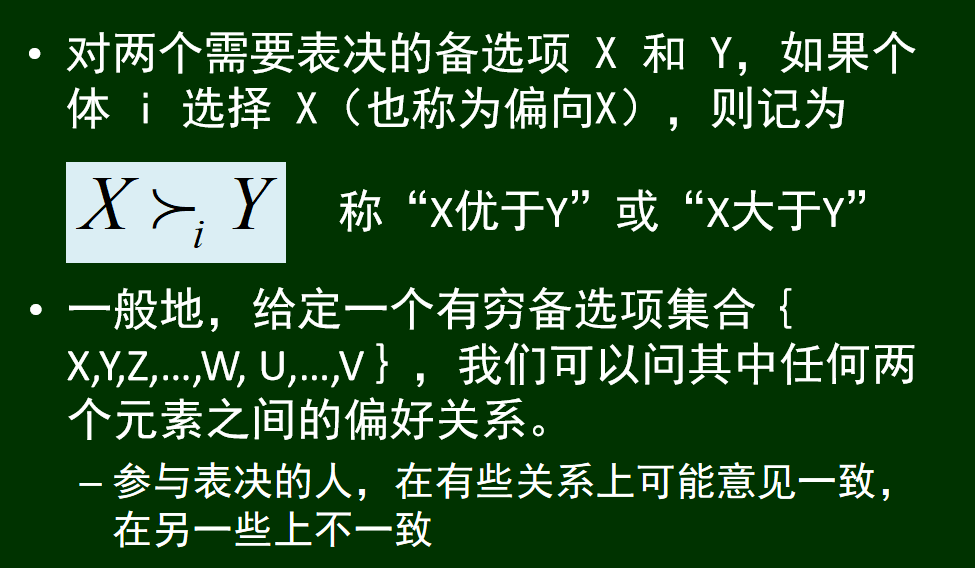 • 对两个需要表决的备选项 X 和 Y，如果个
体 i 选择 X（也称为偏向X），则记为
X ≻ᵢ Y 称“X优于Y”或“X大于Y”
• 一般地，给定一个有穷备选项集合 {
X,Y,Z,…,W, U,…,V }，我们可以问其中任何两
个元素之间的偏好关系。
– 参与表决的人，在有些关系上可能意见一致，
在另一些上不一致